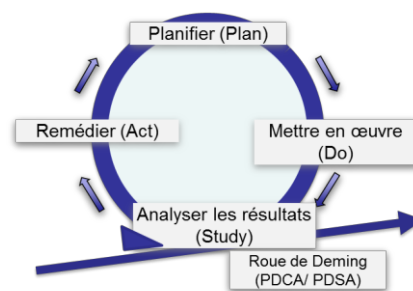 Planifier (Plan)
Remédier (Act)
Mettre en œuvre
(Do)
Analyser les résultats
(Study)
Roue de Deming
(PDCA/ PDSA)